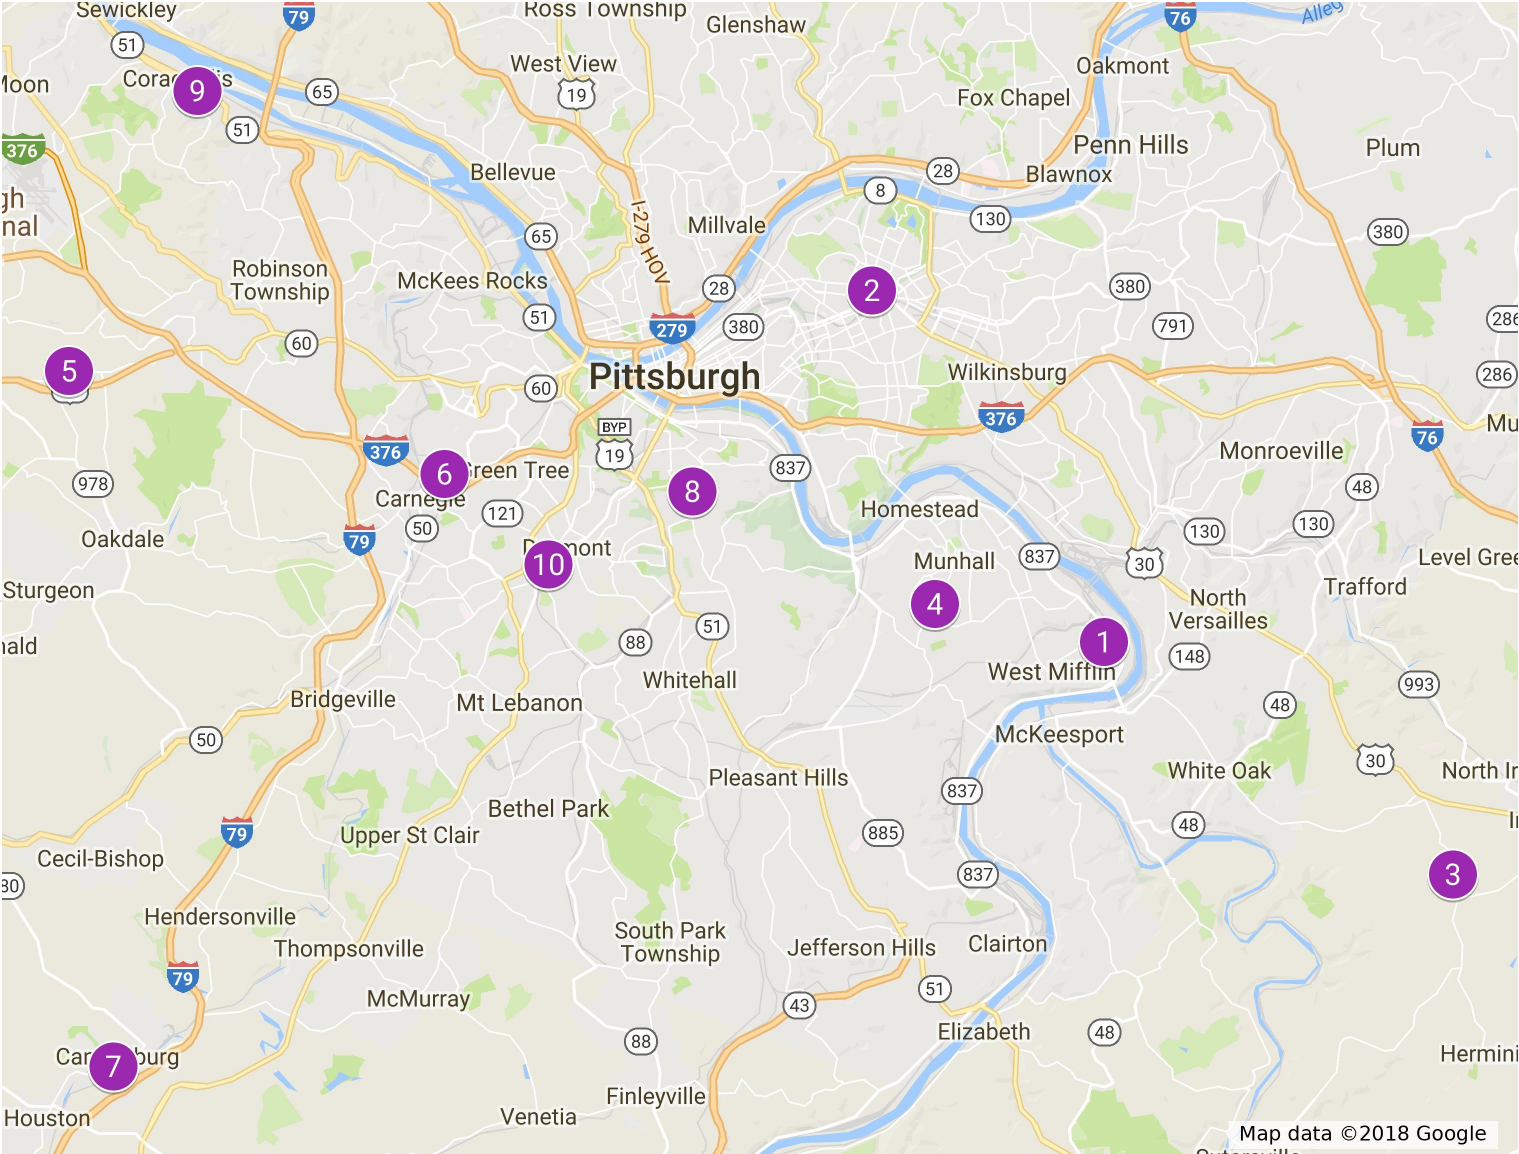 Sewickley
79
Ross Township
Glenshaw
76
51
West View
Oakmont
Moon
9
65
19
Fox Chapel
51
Penn Hills
376
Plum
Bellevue
28
Blawnox
8
I-279 HOV
Millvale
130
65
380
Robinson
Township
McKees Rocks
28
2
380
51
279
380
791
286
60
5
Pittsburgh
Wilkinsburg
286
60
376
BYP
19
76
376
Monroeville
6
Green Tree
837
978
8
48
Carnegie
121
Homestead
50
130
130
Oakdale
79
10
Munhall
837
30
Level Gree
Sturgeon
4
North
Versailles
Trafford
51
88
1
148
Whitehall
West Mifflin
993
Bridgeville
Mt Lebanon
48
50
McKeesport
30
Pleasant Hills
White Oak
North Ir
837
Bethel Park
79
Upper St Clair
885
48
Cecil-Bishop
837
3
Hendersonville
South Park
Township
Thompsonville
Jefferson Hills
Clairton
79
McMurray
51
43
Elizabeth
48
88
7
Hermini
Finleyville
Houston
Venetia
Map data ©2018 Google